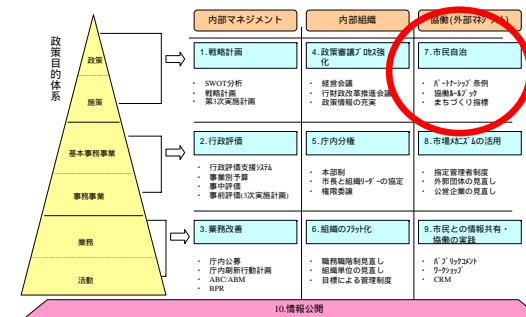 内部マネジメント
内部組織
協働(外部ﾏﾈｼﾞﾒﾝﾄ)
政策目的体系
政策
施策
基本事務事業
事務事業
業務
活動
1.戦略計画
・ SWOT分析
・ 戦略計画
・ 第3次実施計画
4.政策審議ﾌﾟﾛｾｽ強
化
・ 経営会議
・ 行財政改革推進会議
・ 政策情報の充実
7.市民自治
・ ﾊﾟｰﾄﾅｰｼｯﾌﾟ条例
・ 協働ﾙｰﾙﾌﾞｯｸ
・ まちづくり指標
2.行政評価
・ 行政評価支援ｼｽﾃﾑ
・ 事業別予算
・ 事中評価
・ 事前評価(3次実施計画)
5.庁内分権
・ 本部制
・ 市長と組織ﾘｰﾀﾞｰの協定
・ 権限委譲
8.市場ﾒｶﾆｽﾞﾑの活用
・ 指定管理者制度
・ 外郭団体の見直し
・ 公営企業の見直し
3.業務改善
・ 庁内公募
・ 庁内刷新行動計画
・ ABC/ABM
・ BPR
6.組織のﾌﾗｯﾄ化
・ 職務職階制見直し
・ 組織単位の見直し
・ 目標による管理制度
9.市民との情報共有・
協働の実践
・ ﾊﾟﾌﾞﾘｯｸｺﾒﾝﾄ
・ ﾜｰｸｼｮｯﾌﾟ
・ CRM
10.情報公開